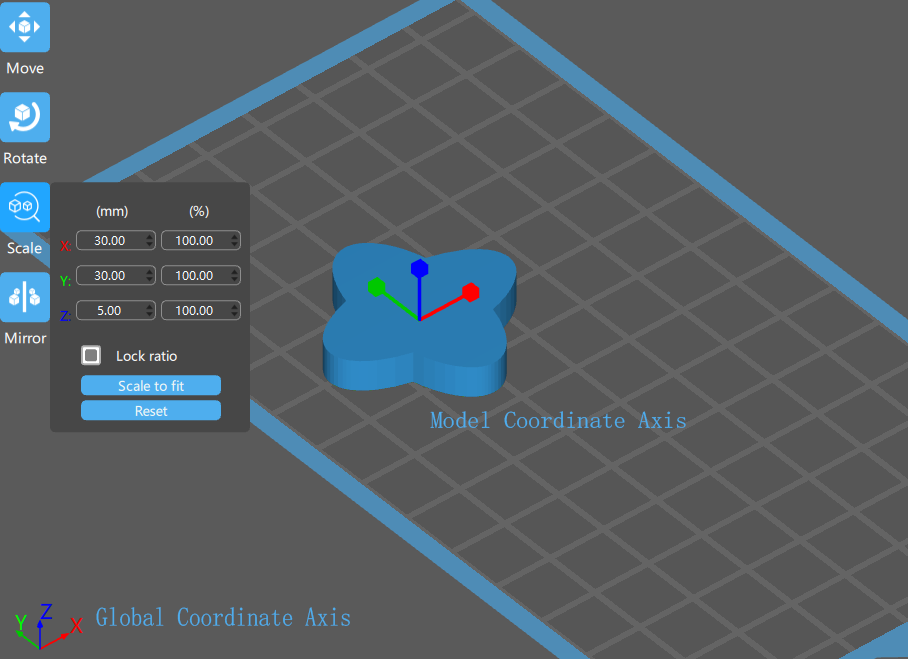 Move
Rotate
Scale
Mirror
(mm) (%)
X: 30.00 100.00
Y: 30.00 100.00
Z: 5.00 100.00
Lock ratio
Scale to fit
Reset
Model Coordinate Axis
Y Z X Global Coordinate Axis